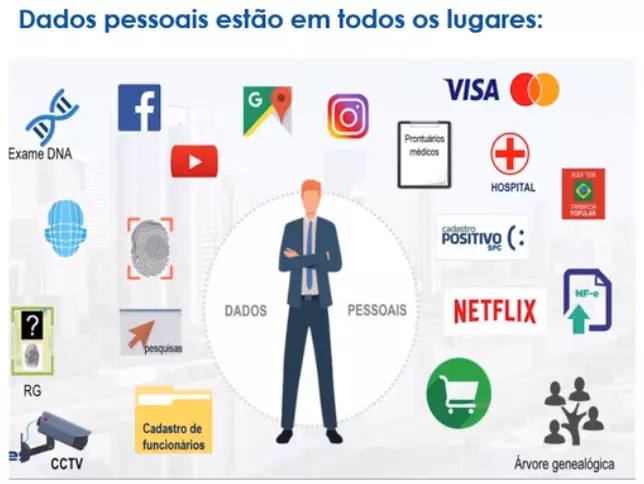 Dados pessoais estão em todos os lugares:
VISA
G
Prontuários
médicos
Exame DNA
HOSPITAL
AQUI TEM
FARMÁCIA
POPULAR
cadastro
POSITIVO
SPC
DADOS
PESSOAIS
NF-e
NETFLIX
?
pesquisas
RG
Cadastro de
funcionários
es
CCTV
Árvore genealógica